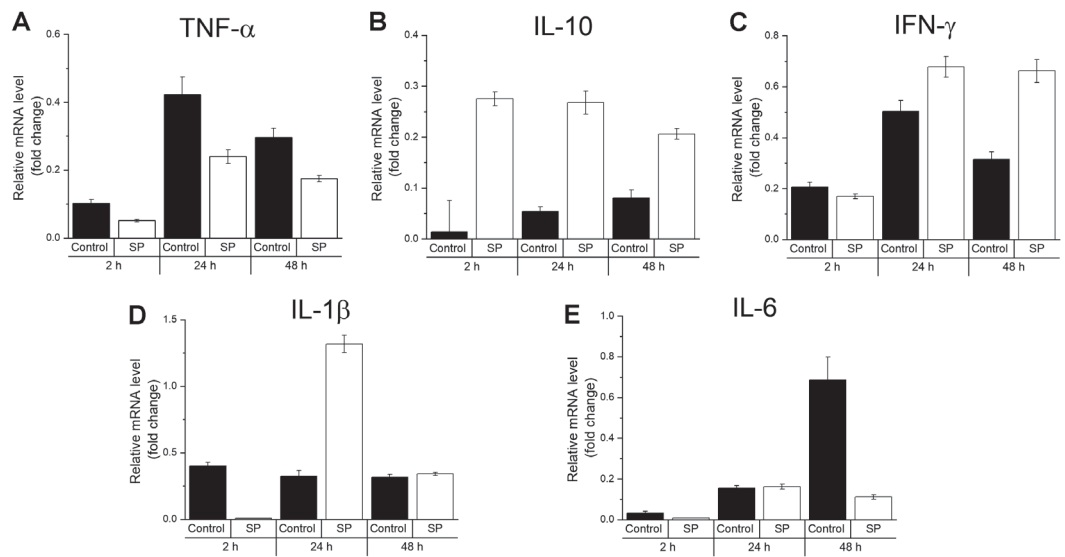 A TNF-α
Relative mRNA level
(fold change)
0.6
0.4
0.2
0.0
Control SP Control SP Control SP
2 h 24 h 48 h
B IL-10
Relative mRNA level
(fold change)
0.4
0.3
0.2
0.1
0.0
Control SP Control SP Control SP
2 h 24 h 48 h
C IFN-γ
Relative mRNA level
(fold change)
0.8
0.6
0.4
0.2
0.0
Control SP Control SP Control SP
2 h 24 h 48 h
D IL-1β
Relative mRNA level
(fold change)
1.5
1.0
0.5
0.0
Control SP Control SP Control SP
2 h 24 h 48 h
E IL-6
Relative mRNA level
(fold change)
1.0
0.8
0.6
0.4
0.2
0.0
Control SP Control SP Control SP
2 h 24 h 48 h